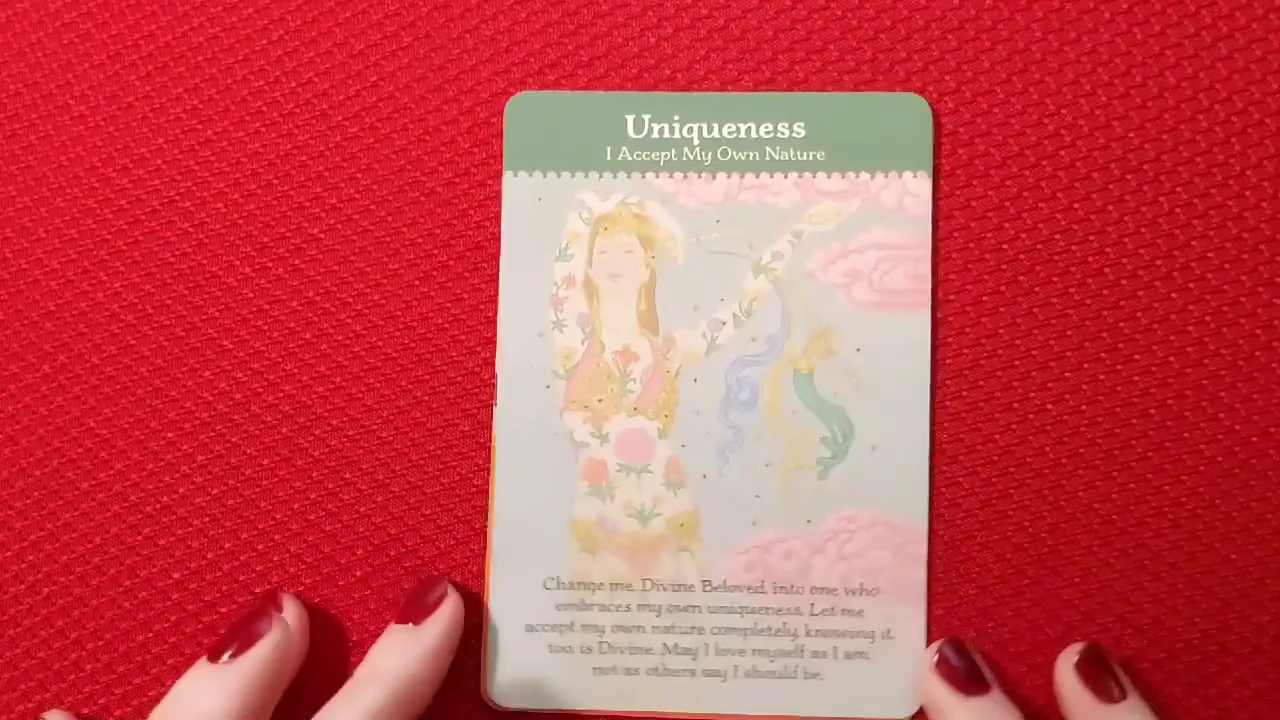 Uniqueness
I Accept My Own Nature
Change me, Divine Beloved, into one who
embraces my own uniqueness. Let me
accept my own nature completely, knowing it,
too, is Divine. May I love myself as I am,
not as others say I should be.